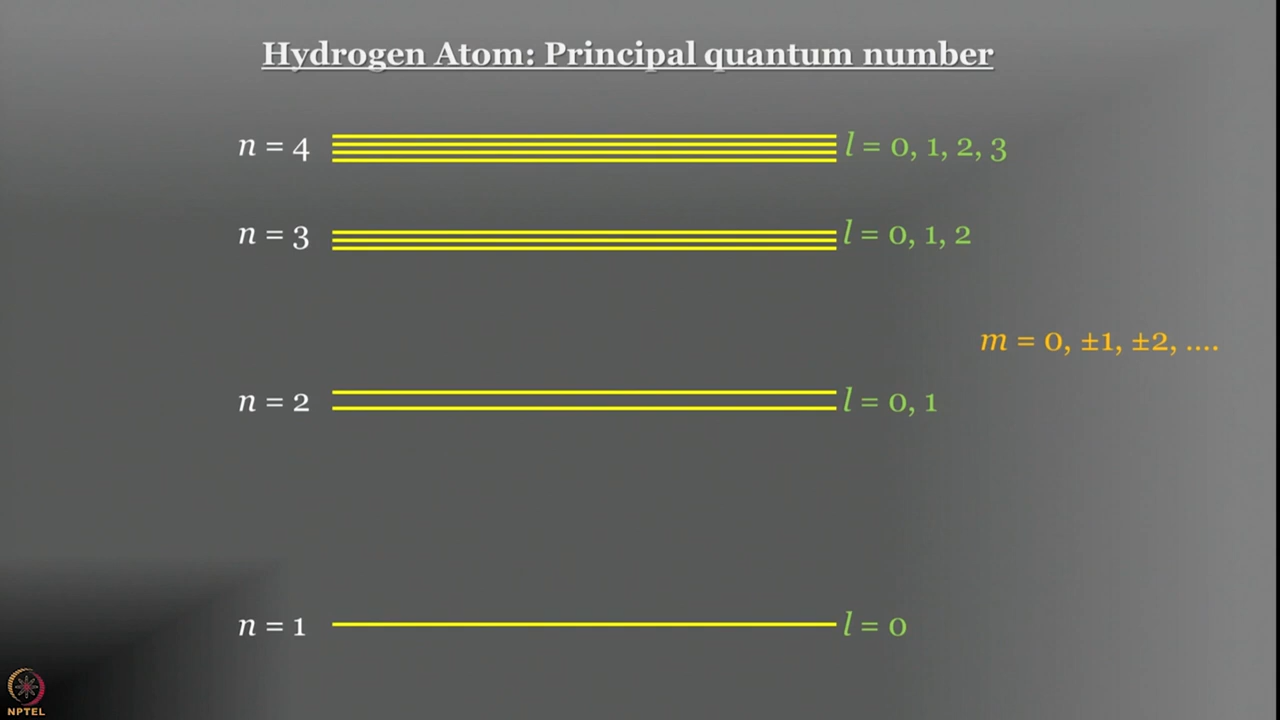 Hydrogen Atom: Principal quantum number
n = 4 l = 0, 1, 2, 3
n = 3 l = 0, 1, 2
m = 0, ±1, ±2, ....
n = 2 l = 0, 1
n = 1 l = 0
NPTEL